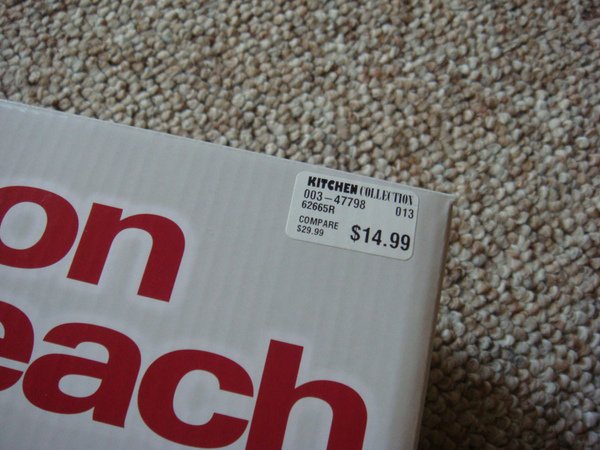 KITCHEN COLLECTION
003-47798 013
62665R
COMPARE
$29.99 $14.99
on
each